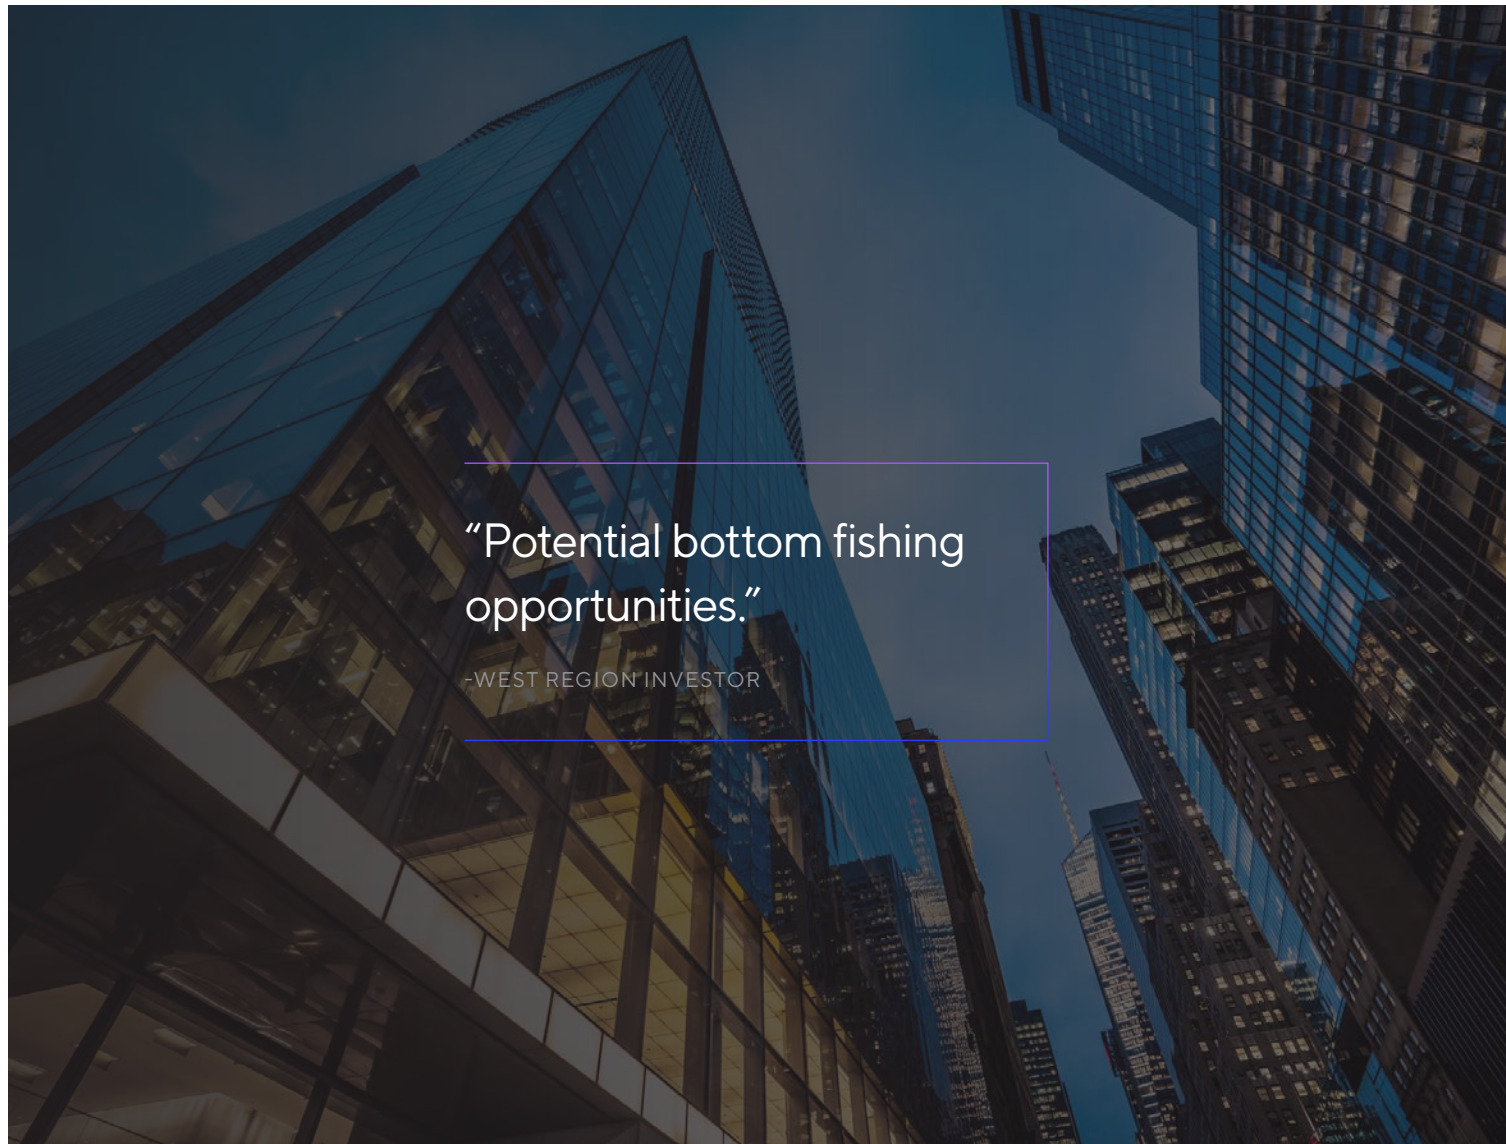 “Potential bottom fishing
opportunities.”
-WEST REGION INVESTOR